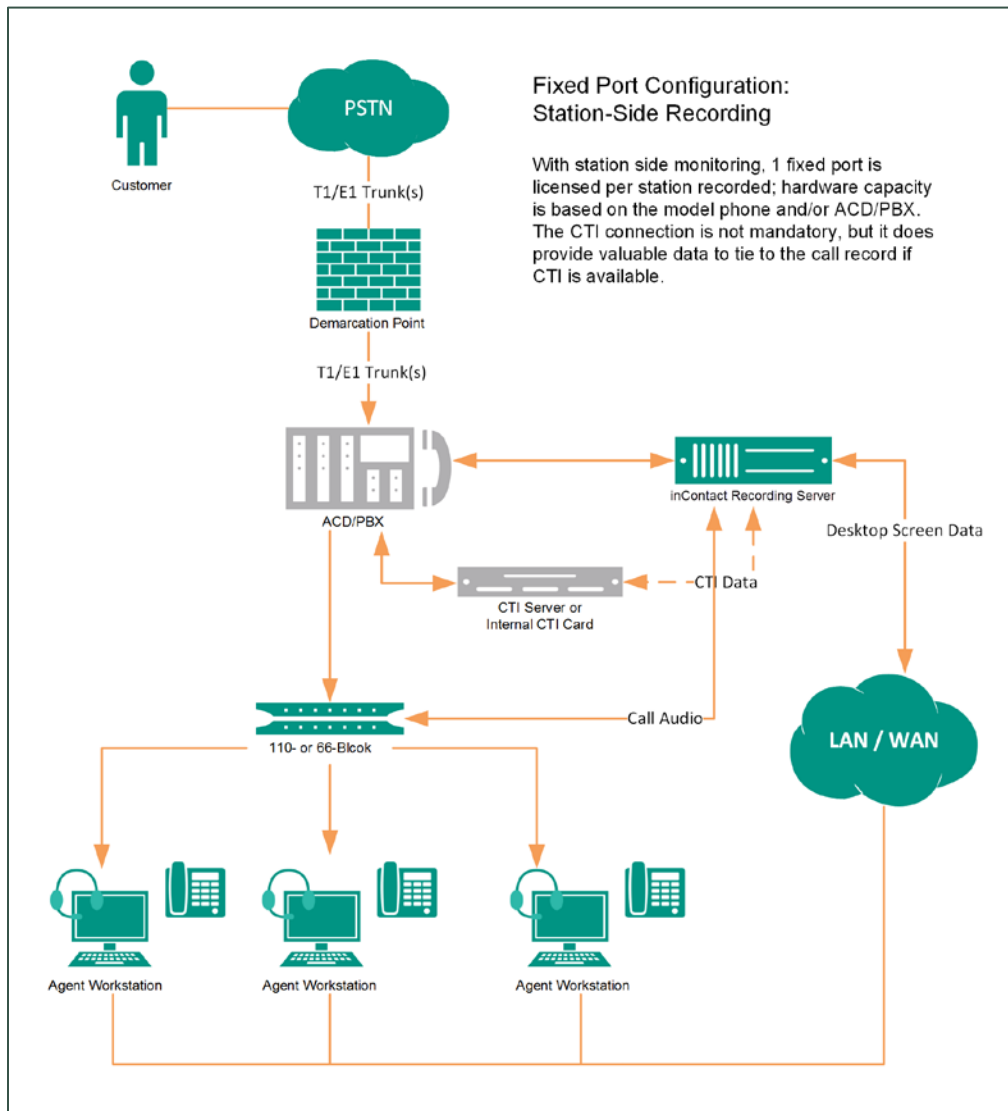 Fixed Port Configuration:
Station-Side Recording
With station side monitoring, 1 fixed port is
licensed per station recorded; hardware capacity
is based on the model phone and/or ACD/PBX.
The CTI connection is not mandatory, but it does
provide valuable data to tie to the call record if
CTI is available.
PSTN
Customer
T1/E1 Trunk(s)
Demarcation Point
T1/E1 Trunk(s)
ACD/PBX
inContact Recording Server
Desktop Screen Data
CTI Data
CTI Server or
Internal CTI Card
Call Audio
110- or 66-Blcok
LAN / WAN
Agent Workstation
Agent Workstation
Agent Workstation